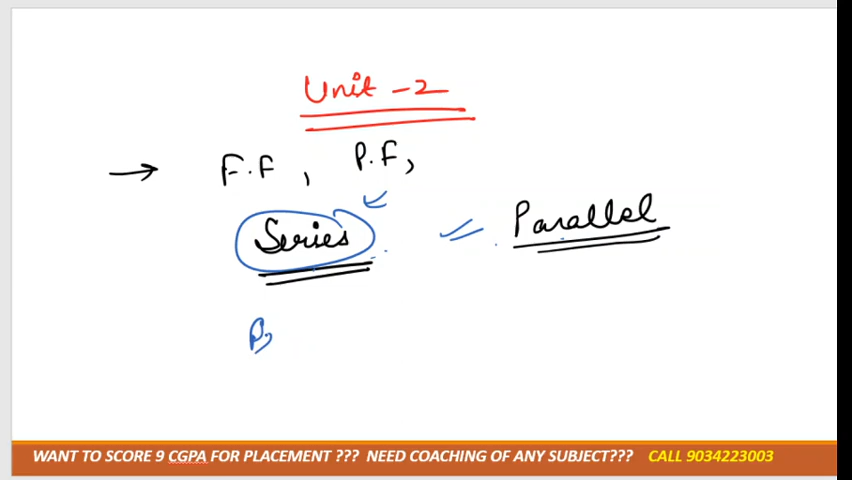 Unit - 2
→ F.F, P.F,
Series Parallel
WANT TO SCORE 9 CGPA FOR PLACEMENT ??? NEED COACHING OF ANY SUBJECT??? CALL 9034223003